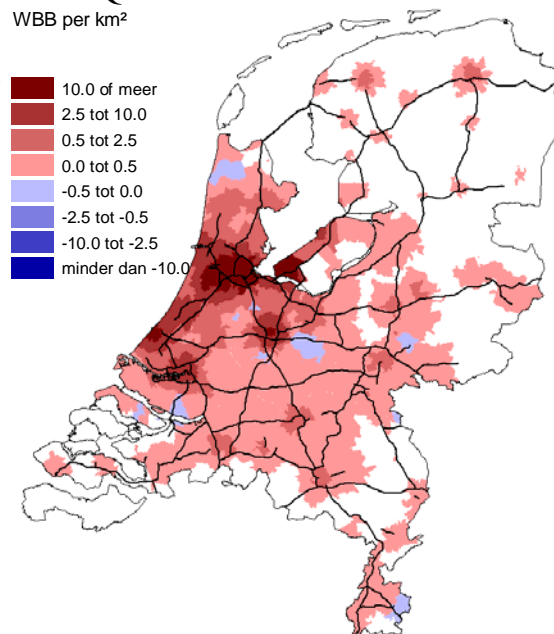 WBB per km²
10.0 of meer
2.5 tot 10.0
0.5 tot 2.5
0.0 tot 0.5
-0.5 tot 0.0
-2.5 tot -0.5
-10.0 tot -2.5
minder dan -10.0